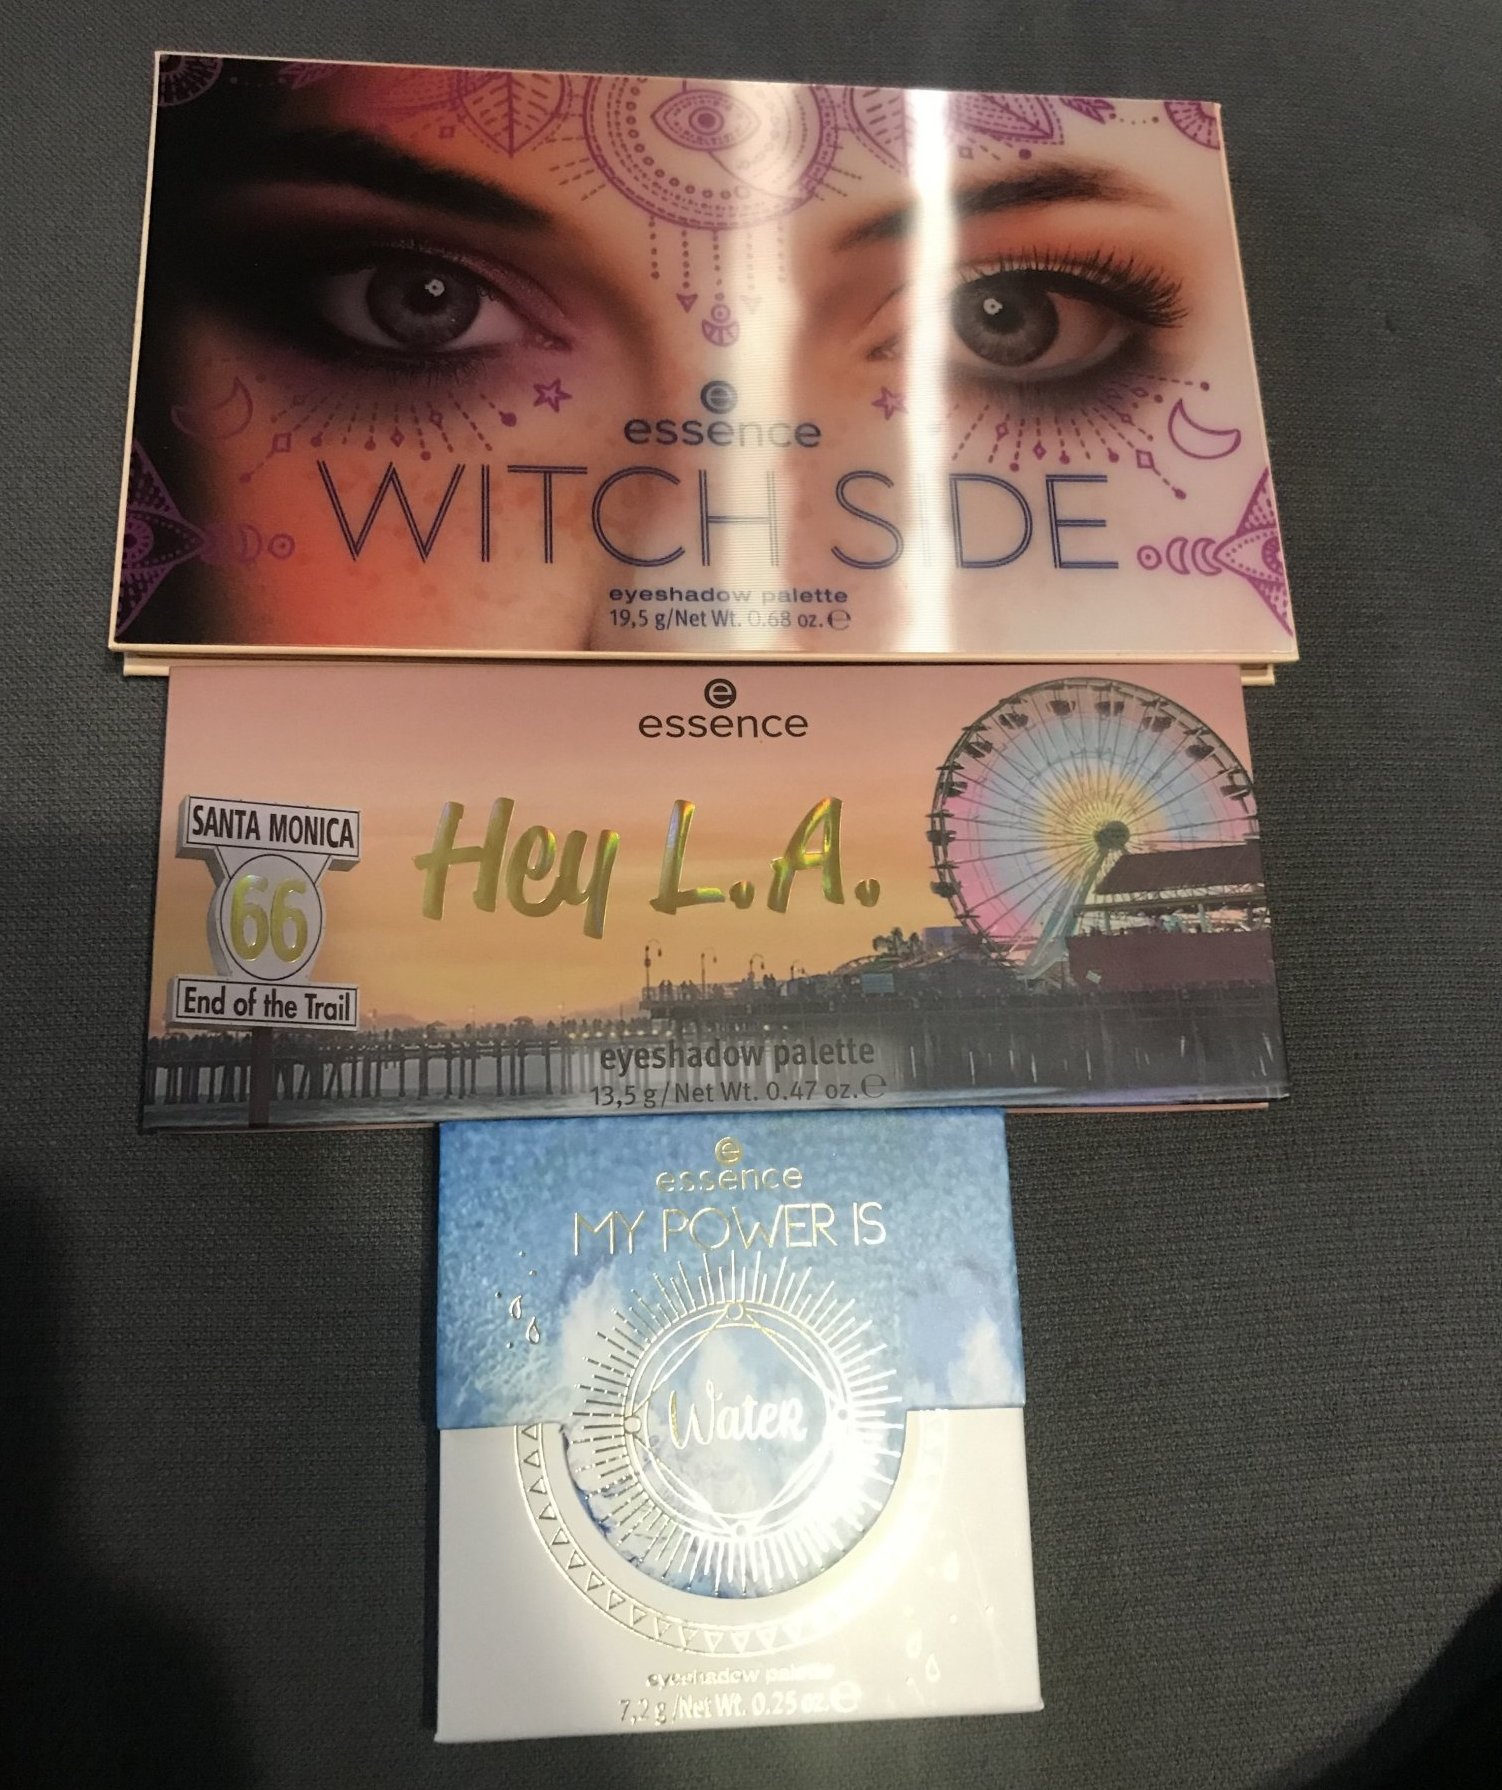 e
essence
WITCH SIDE
eyeshadow palette
19,5 g/Net Wt. 0.68 oz. ℮
e
essence
Hey L.A.
SANTA MONICA
66
End of the Trail
eyeshadow palette
13,5 g/Net Wt. 0.47 oz. ℮
e
essence
MY POWER IS
Water
eyeshadow palette
7,2 g/Net Wt. 0.25 oz. ℮